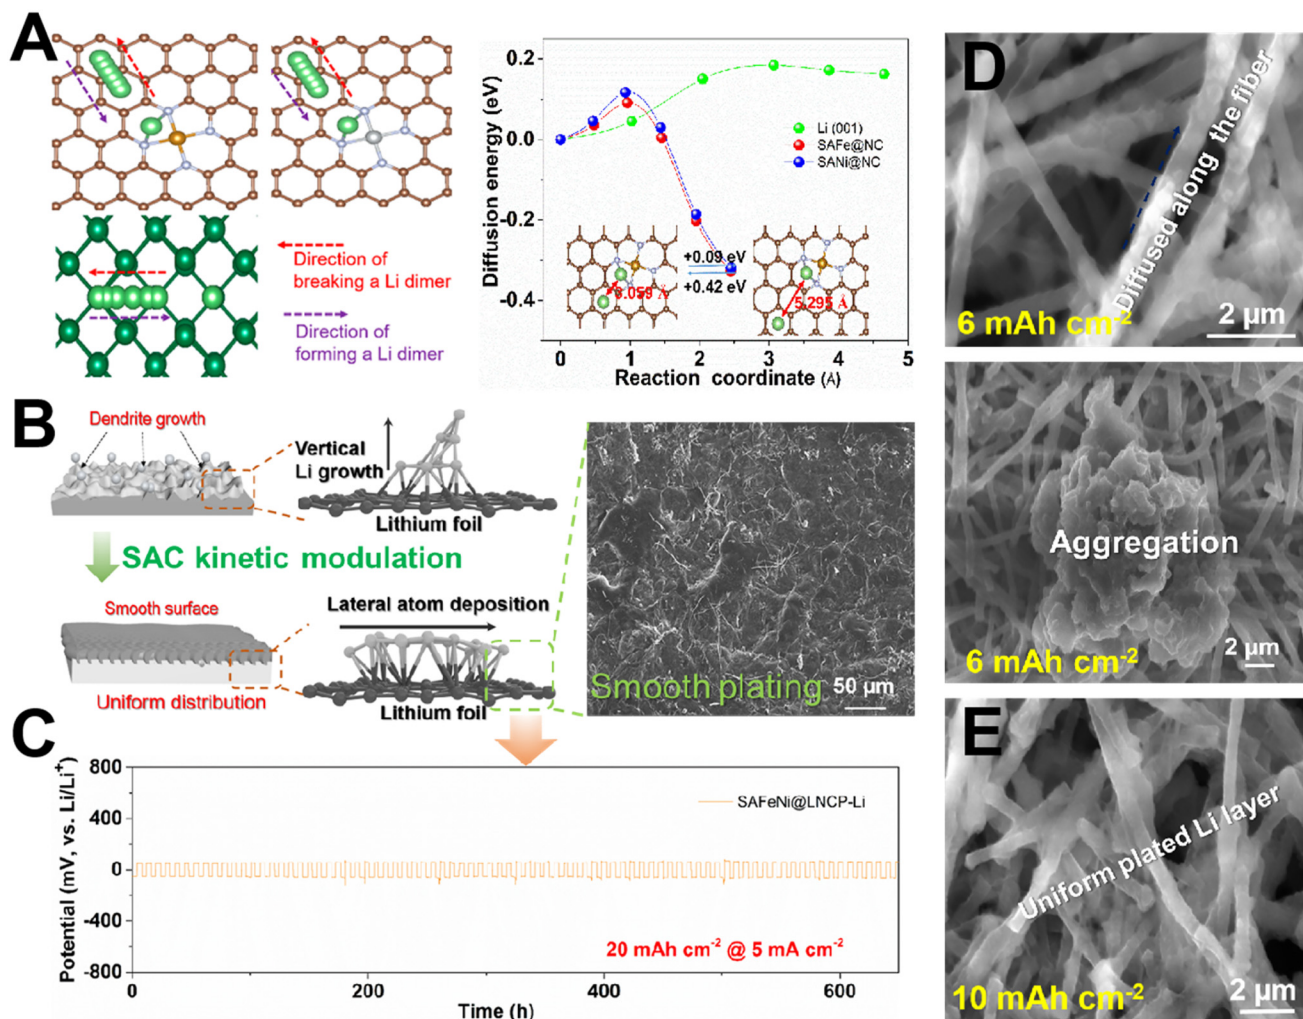 A
Direction of
breaking a Li dimer
Direction of
forming a Li dimer
Diffusion energy (eV)
0.2
0.0
-0.2
-0.4
Li (001)
SAFe@NC
SANi@NC
+0.09 eV
+0.42 eV
3.059 Å
5.295 Å
0
1
2
3
4
5
Reaction coordinate (Å)
B
Dendrite growth
Vertical
Li growth
Lithium foil
SAC kinetic modulation
Smooth surface
Uniform distribution
Lateral atom deposition
Lithium foil
Smooth plating
50 μm
C
Potential (mV, vs. Li/Li⁺)
800
400
0
-400
-800
SAFeNi@LNCP-Li
20 mAh cm⁻² @ 5 mA cm⁻²
0
200
400
600
Time (h)
D
Diffused along the fiber
6 mAh cm⁻²
2 μm
Aggregation
6 mAh cm⁻²
2 μm
E
Uniform plated Li layer
10 mAh cm⁻²
2 μm